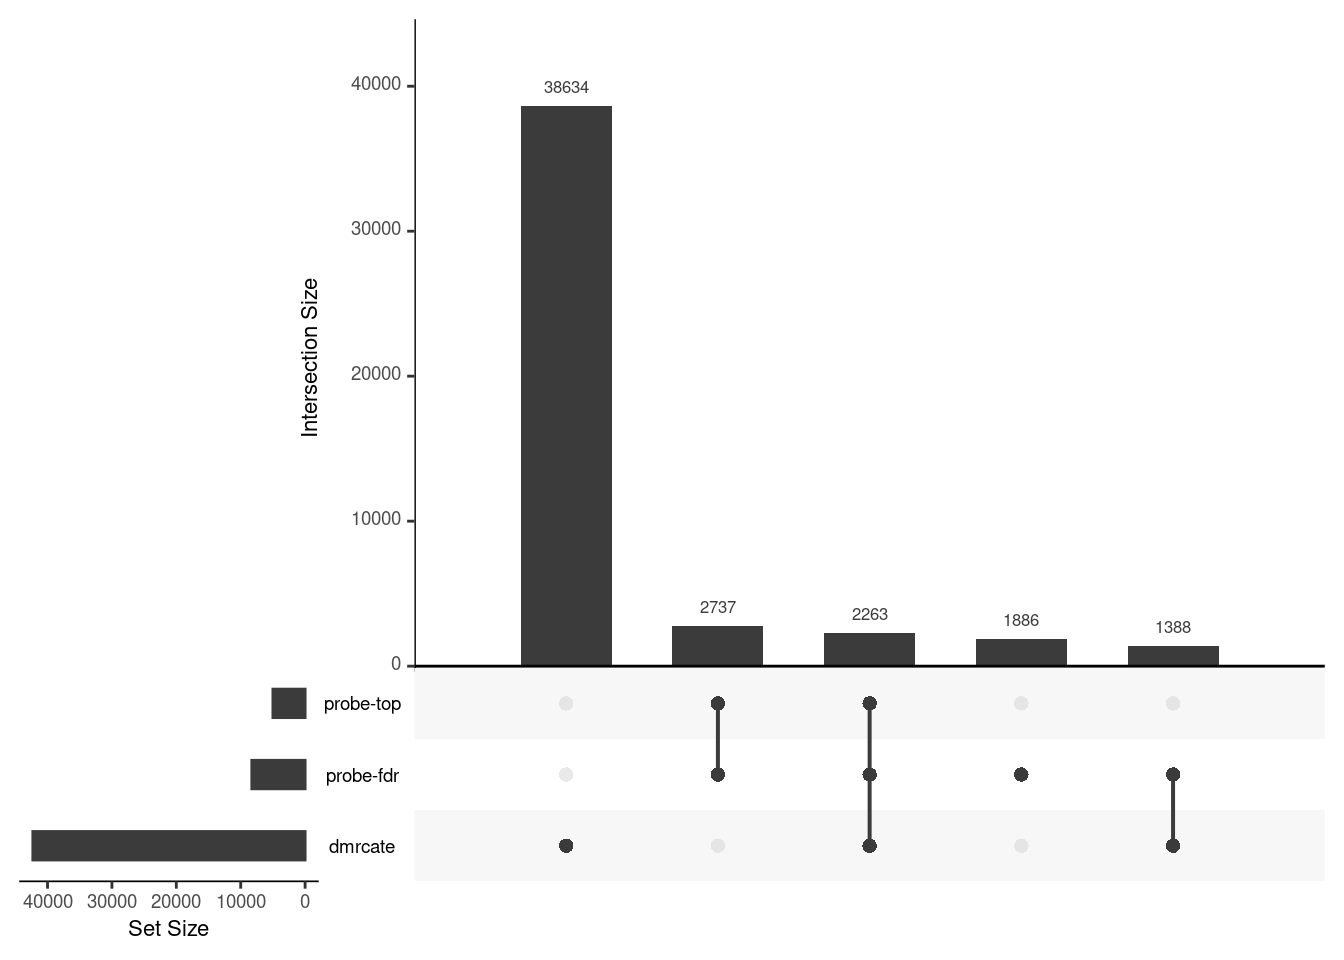 40000
30000
20000
10000
0
Intersection Size
38634
2737
2263
1886
1388
probe-top
probe-fdr
dmrcate
40000 30000 20000 10000 0
Set Size